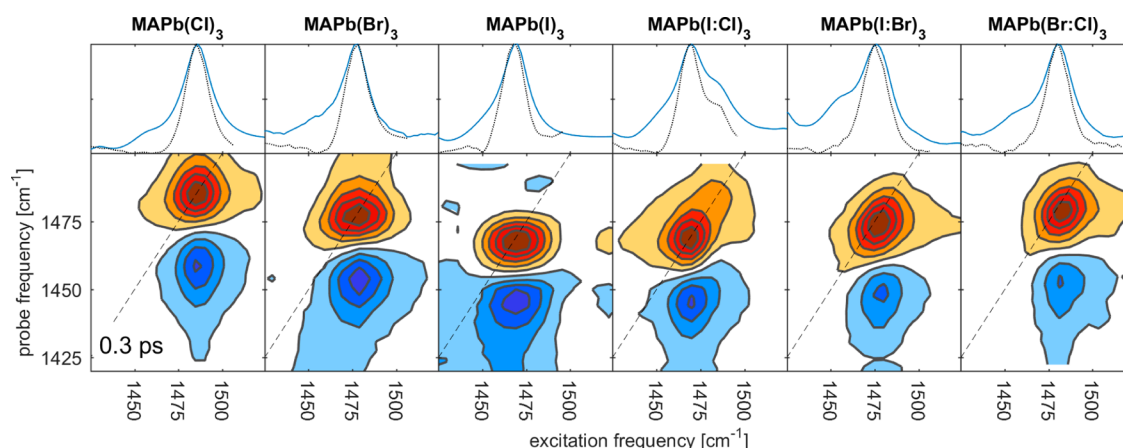 MAPb(Cl)3 MAPb(Br)3 MAPb(I)3 MAPb(I:Cl)3 MAPb(I:Br)3 MAPb(Br:Cl)3
probe frequency [cm-1]
1475
1450
1425
0.3 ps
1450 1475 1500 1450 1475 1500 1450 1475 1500 1450 1475 1500 1450 1475 1500 1450 1475 1500
excitation frequency [cm-1]